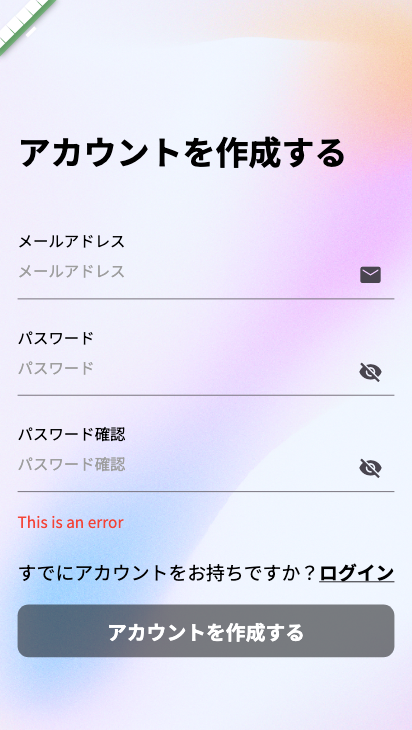 アカウントを作成する
メールアドレス
メールアドレス
パスワード
パスワード
パスワード確認
パスワード確認
This is an error
すでにアカウントをお持ちですか？ログイン
アカウントを作成する